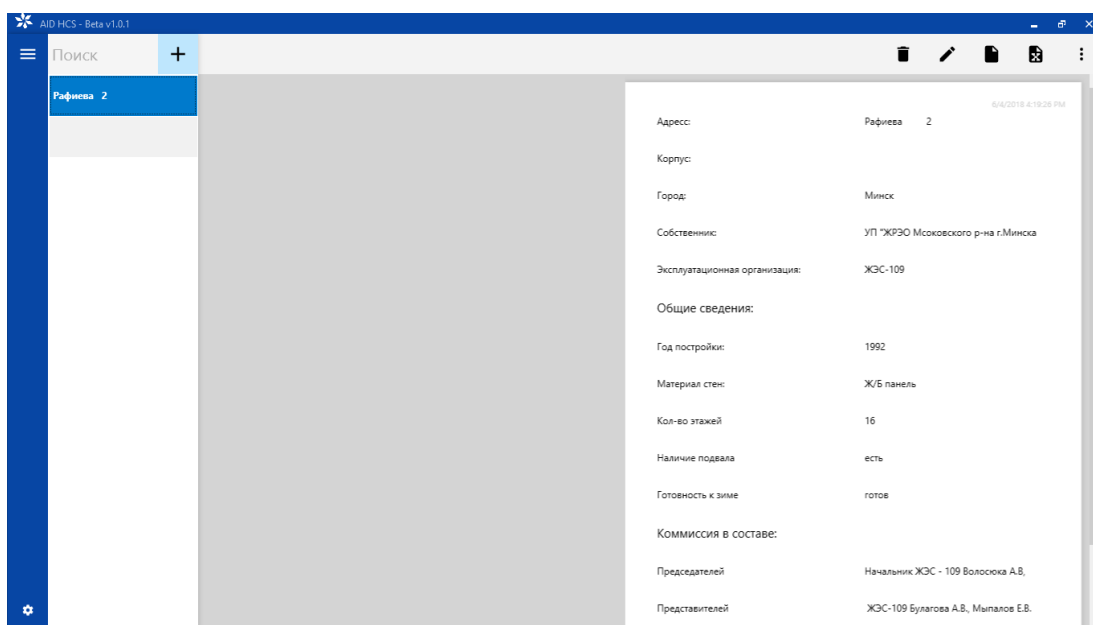 AID HCS - Beta v1.0.1
Поиск
Рафиева 2
6/4/2018 4:19:26 PM
Адресс: Рафиева 2
Корпус:
Город: Минск
Собственник: УП "ЖРЭО Мсоковского р-на г.Минска
Эксплуатационная организация: ЖЭС-109
Общие сведения:
Год постройки: 1992
Материал стен: Ж/Б панель
Кол-во этажей 16
Наличие подвала есть
Готовность к зиме готов
Коммиссия в составе:
Председателей Начальник ЖЭС - 109 Волосюка А.В,
Представителей ЖЭС-109 Булагова А.В., Мыпалов Е.В.